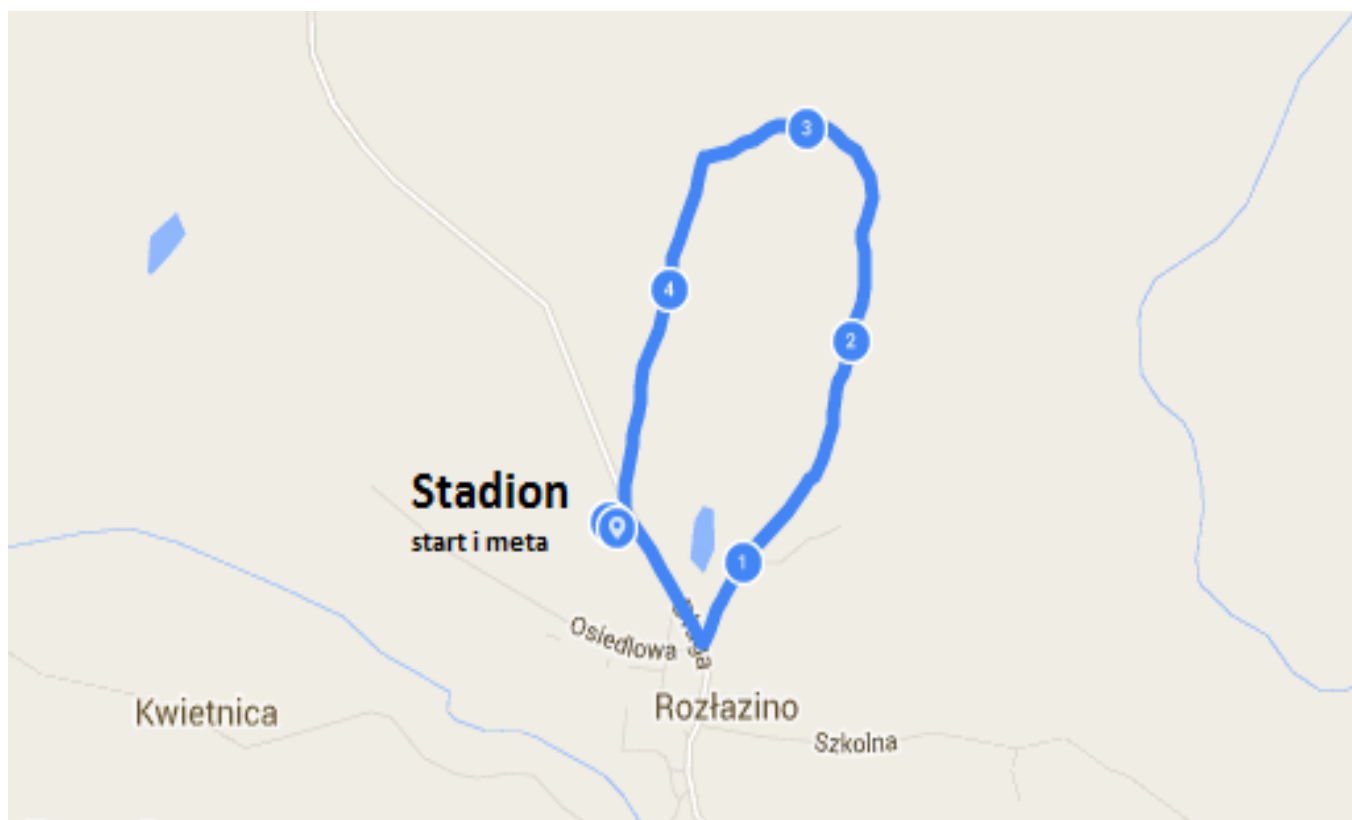 3
4
2
Stadion
start i meta
1
Osiedlowa
Rozłazino
Kwietnica
Szkolna